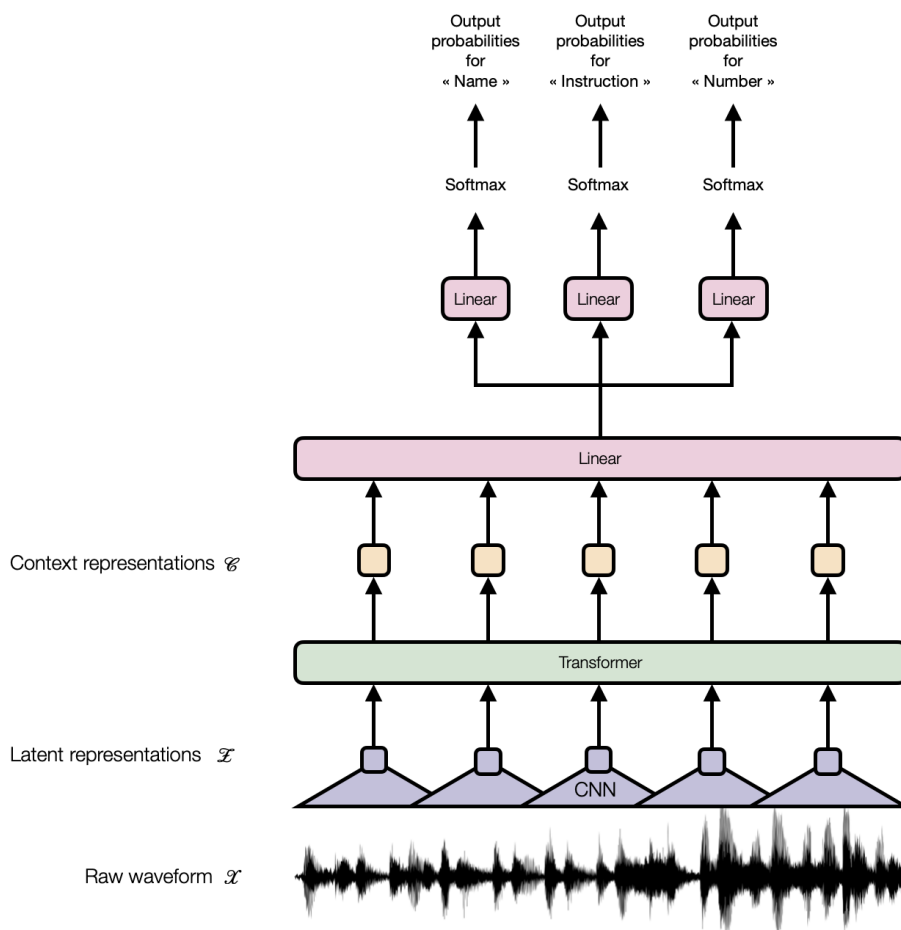 Output
probabilities
for
« Name »
Output
probabilities
for
« Instruction »
Output
probabilities
for
« Number »
Softmax
Softmax
Softmax
Linear
Linear
Linear
Linear
Context representations 𝒞
Transformer
Latent representations 𝒵
CNN
Raw waveform 𝒳